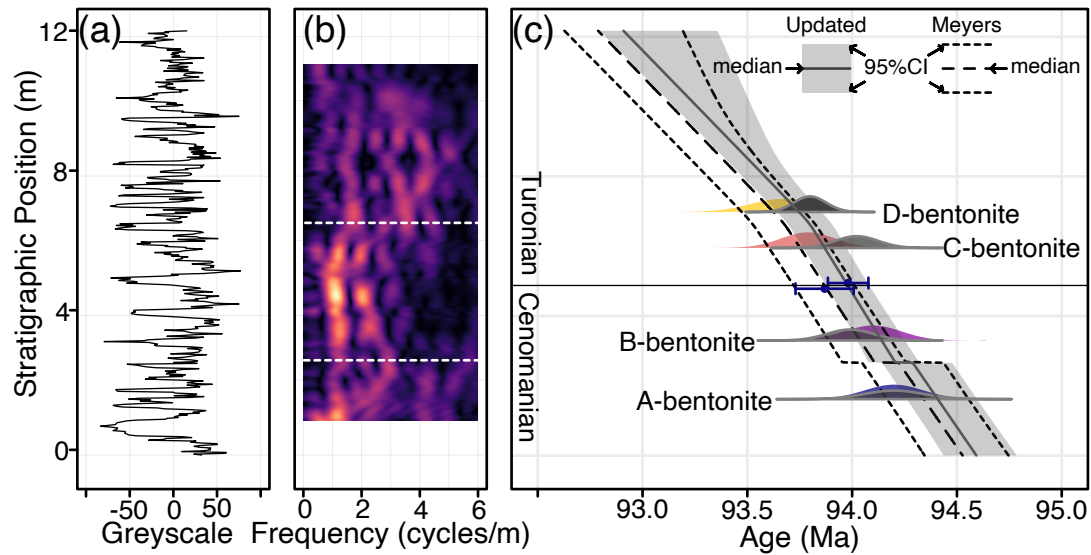 (a)
(b)
(c)
Updated
Meyers
median
95%CI
median
12
8
4
0
Stratigraphic Position (m)
Turonian
Cenomanian
D-bentonite
C-bentonite
B-bentonite
A-bentonite
-50 0 50
0 2 4 6
93.0 93.5 94.0 94.5 95.0
Greyscale
Frequency (cycles/m)
Age (Ma)